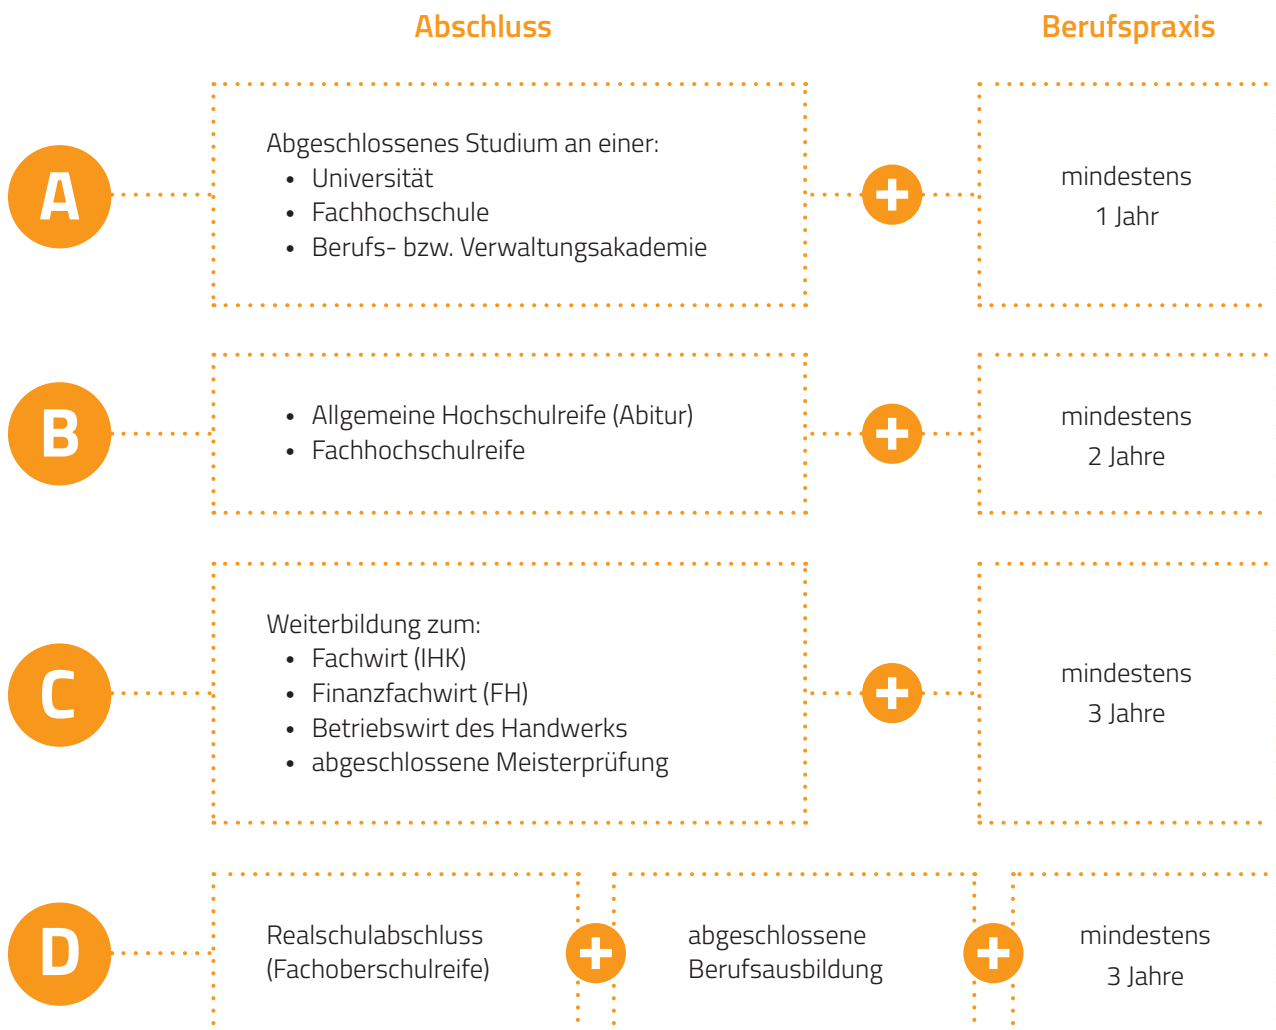 Abschluss
Berufspraxis
A
Abgeschlossenes Studium an einer:
• Universität
• Fachhochschule
• Berufs- bzw. Verwaltungsakademie
+
mindestens
1 Jahr
B
• Allgemeine Hochschulreife (Abitur)
• Fachhochschulreife
+
mindestens
2 Jahre
C
Weiterbildung zum:
• Fachwirt (IHK)
• Finanzfachwirt (FH)
• Betriebswirt des Handwerks
• abgeschlossene Meisterprüfung
+
mindestens
3 Jahre
D
Realschulabschluss
(Fachoberschulreife)
+
abgeschlossene
Berufsausbildung
+
mindestens
3 Jahre